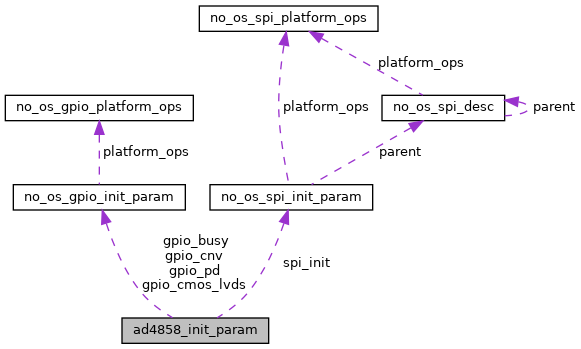 no_os_spi_platform_ops
platform_ops
no_os_gpio_platform_ops
platform_ops
no_os_spi_desc
parent
platform_ops
parent
no_os_gpio_init_param
no_os_spi_init_param
gpio_busy
gpio_cnv
gpio_pd
gpio_cmos_lvds
spi_init
ad4858_init_param